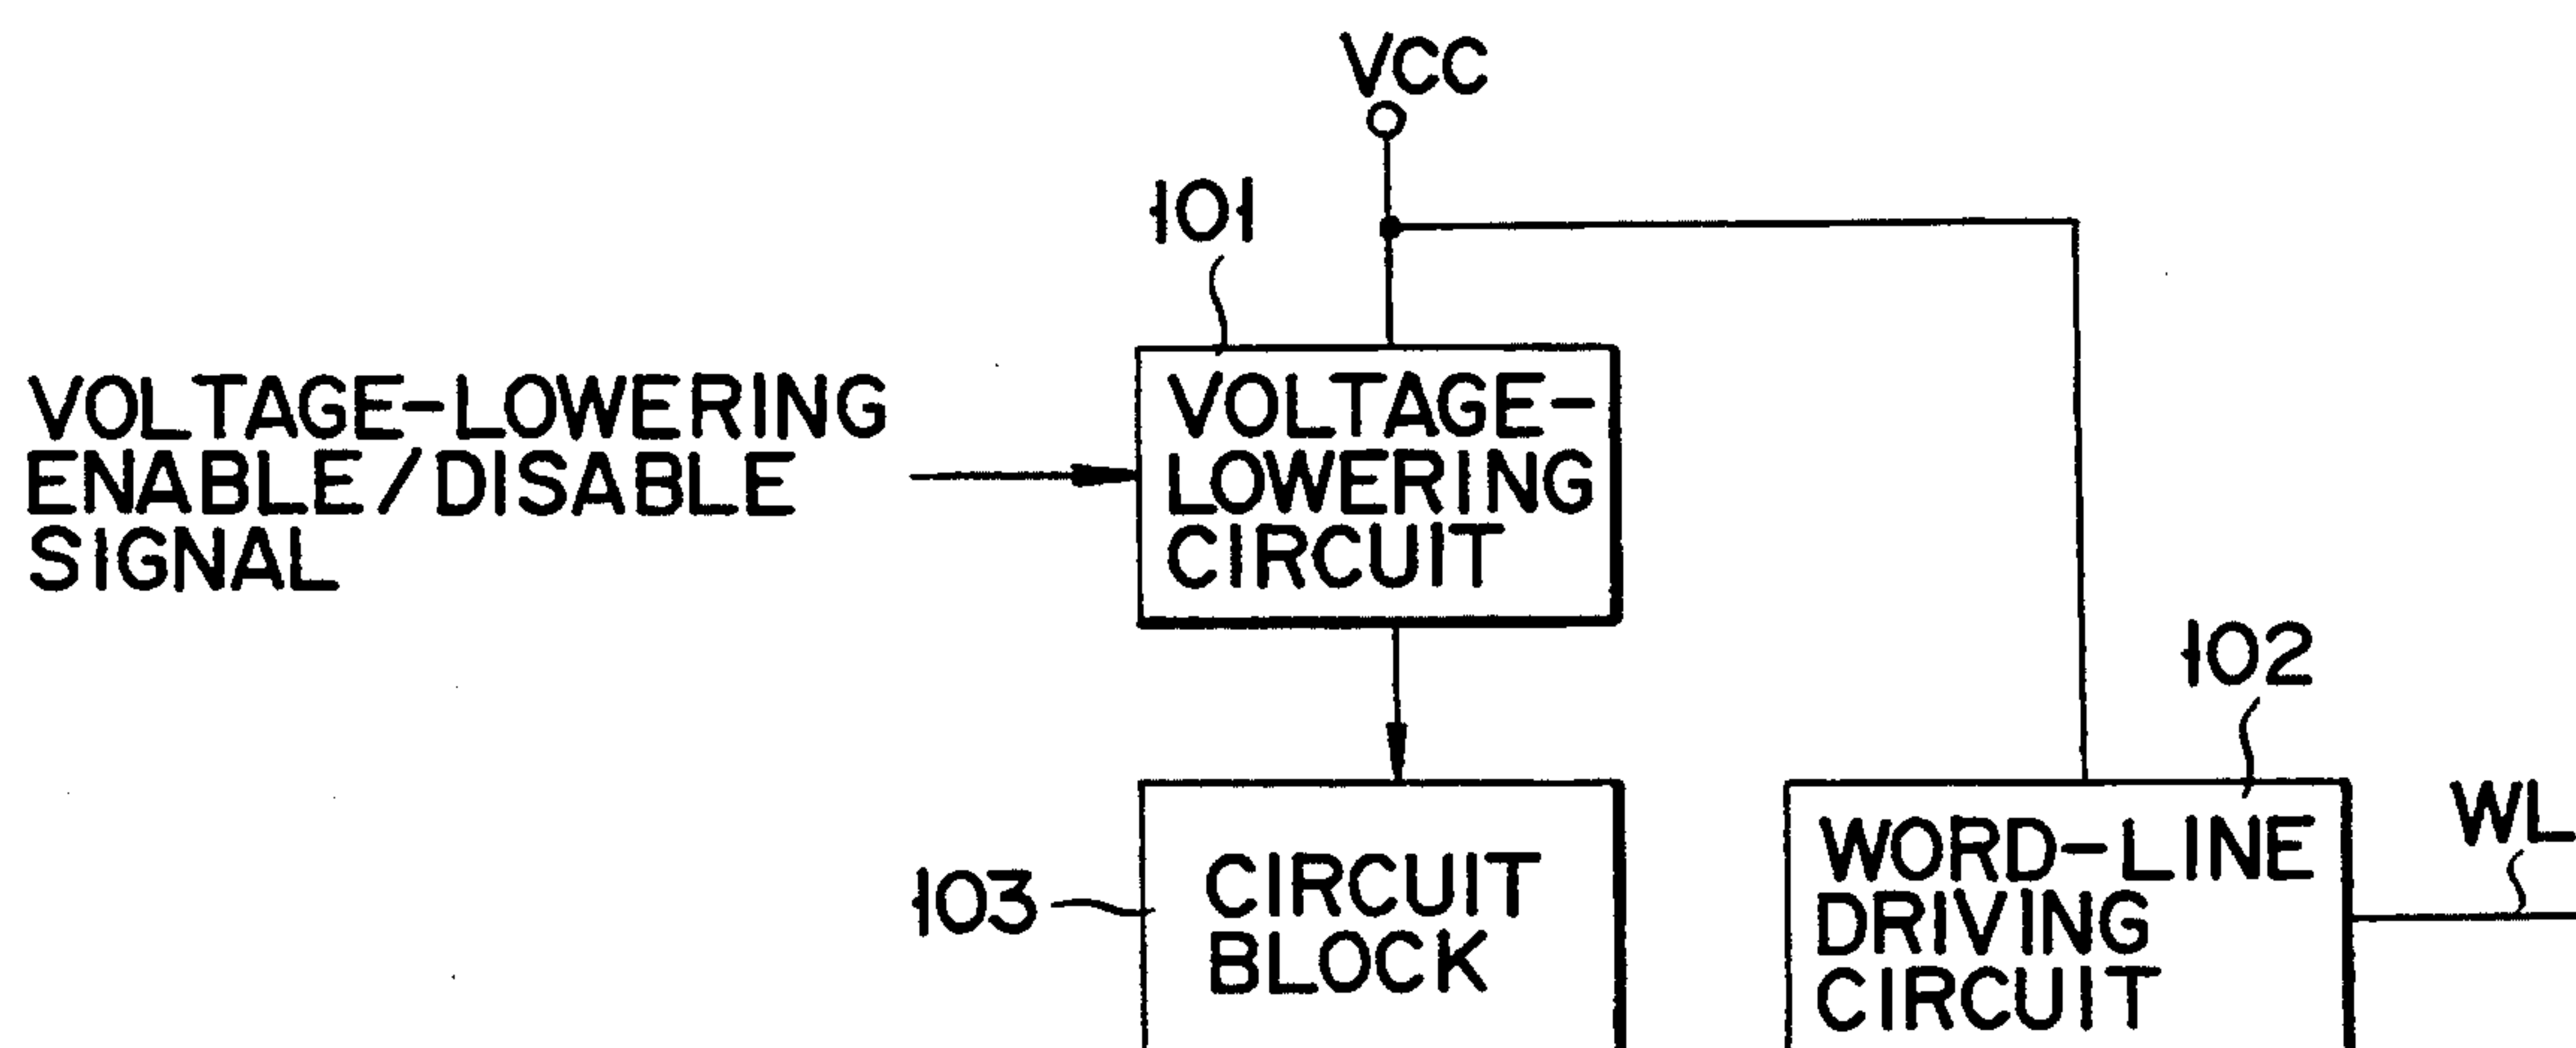 VCC
101
VOLTAGE-LOWERING
ENABLE/DISABLE
SIGNAL
VOLTAGE-
LOWERING
CIRCUIT
102
WL
103
CIRCUIT
BLOCK
WORD-LINE
DRIVING
CIRCUIT